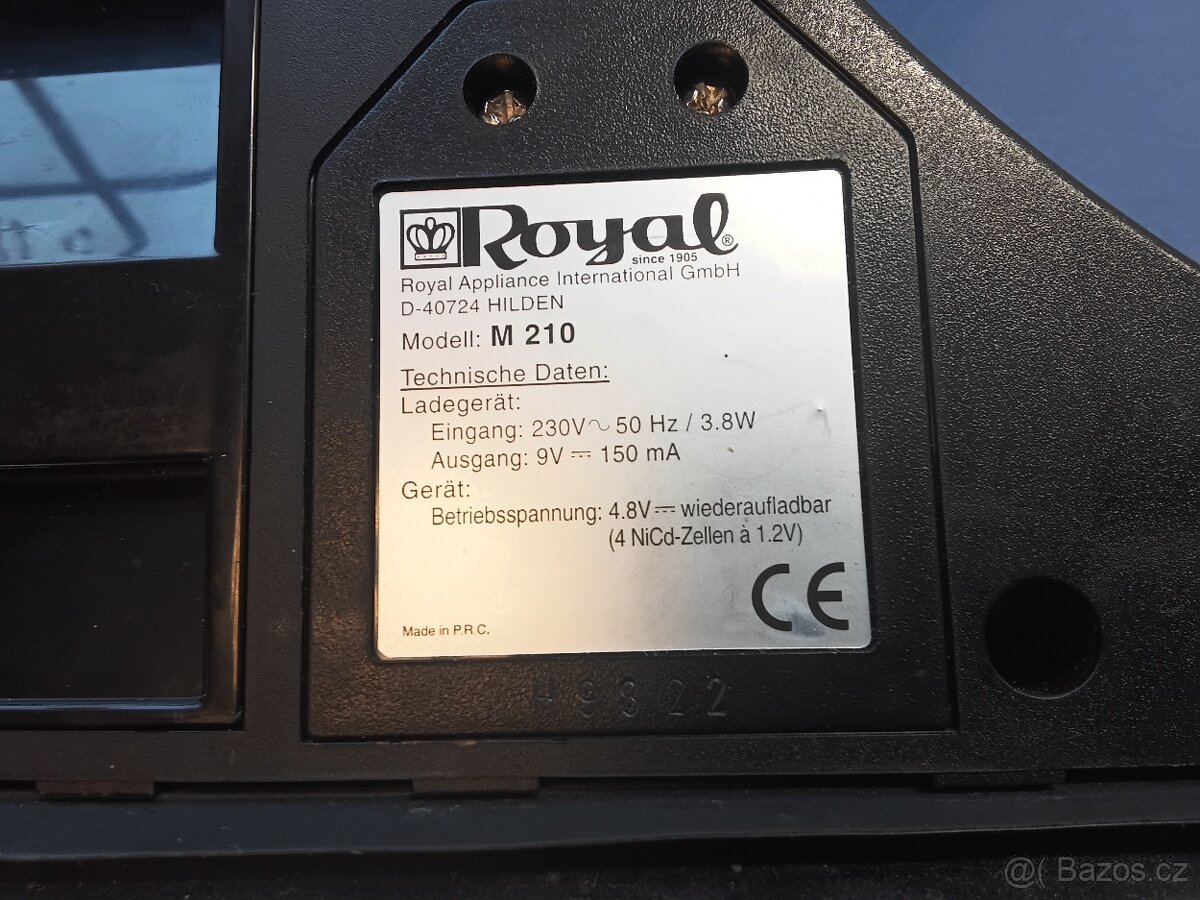 Royal®
since 1905
Royal Appliance International GmbH
D-40724 HILDEN
Modell: M 210
Technische Daten:
Ladegerät:
Eingang: 230V~ 50 Hz / 3.8W
Ausgang: 9V ⎓ 150 mA
Gerät:
Betriebsspannung: 4.8V ⎓ wiederaufladbar
(4 NiCd-Zellen à 1.2V)
CE
Made in P.R.C.
H9822
@( Bazos.cz